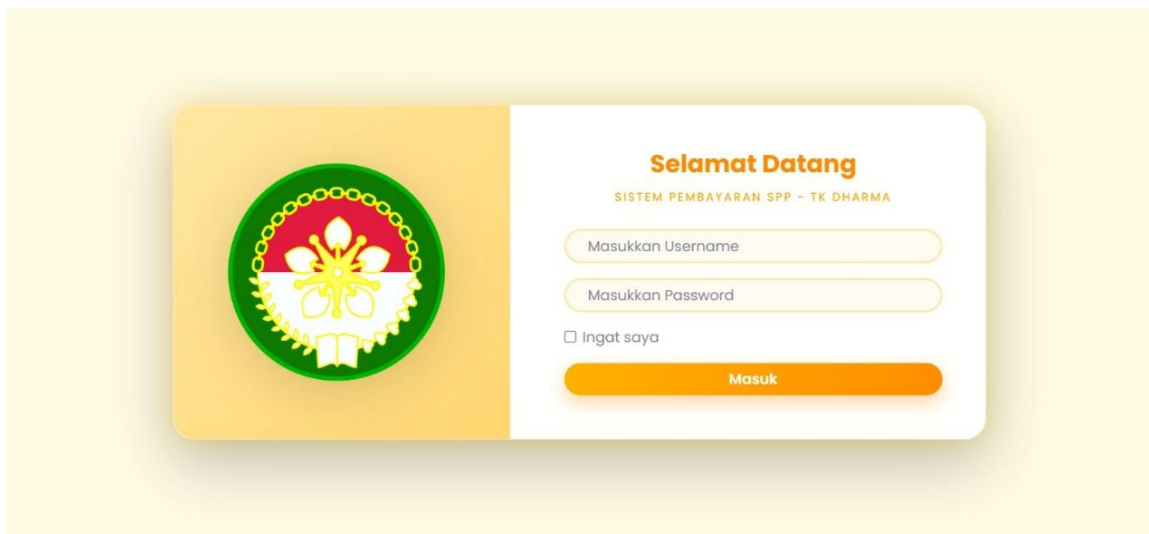 Selamat Datang
SISTEM PEMBAYARAN SPP - TK DHARMA
Masukkan Username
Masukkan Password
Ingat saya
Masuk